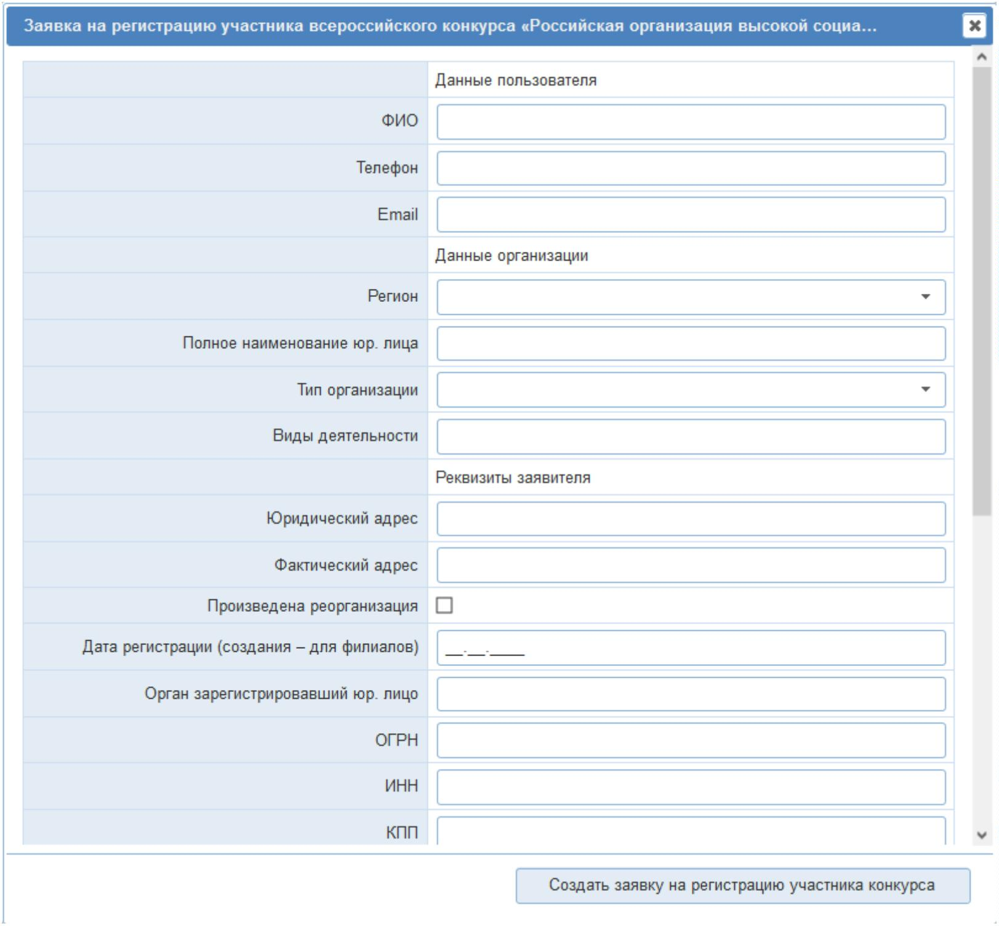 Заявка на регистрацию участника всероссийского конкурса «Российская организация высокой социа...
Данные пользователя
ФИО
Телефон
Email
Данные организации
Регион
Полное наименование юр. лица
Тип организации
Виды деятельности
Реквизиты заявителя
Юридический адрес
Фактический адрес
Произведена реорганизация
Дата регистрации (создания – для филиалов) __.__.____
Орган зарегистрировавший юр. лицо
ОГРН
ИНН
КПП
Создать заявку на регистрацию участника конкурса